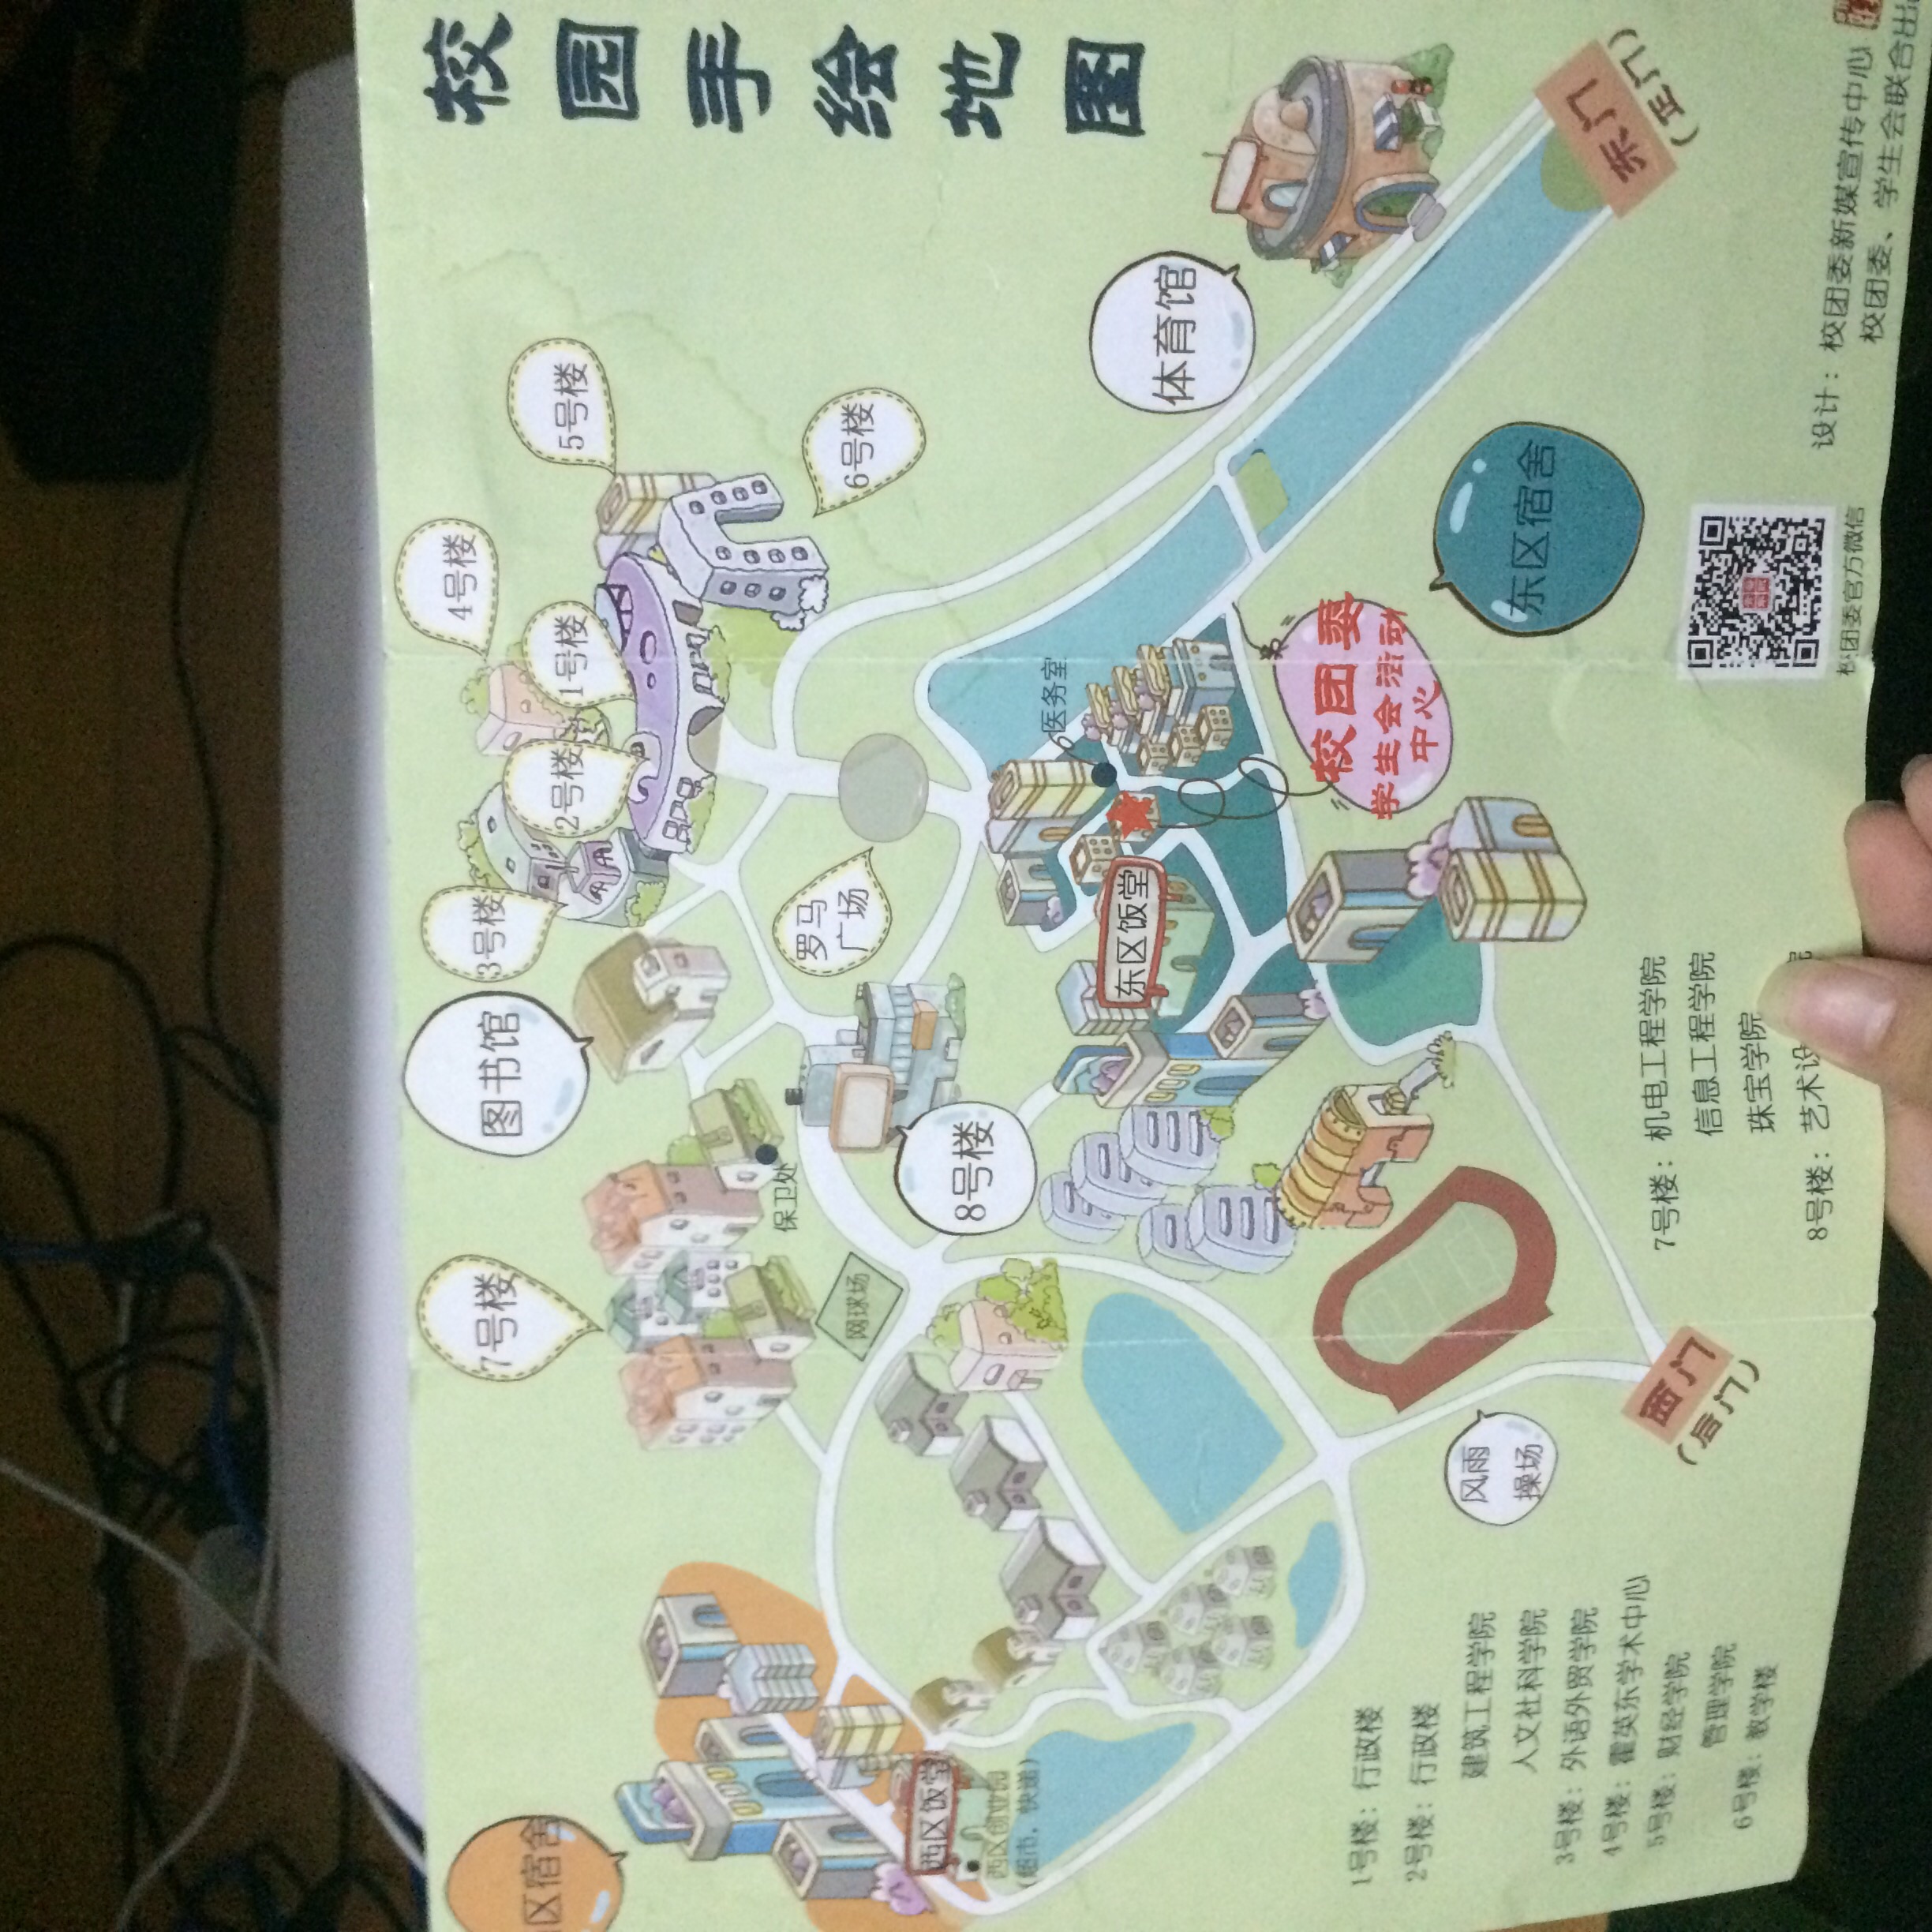 校园手绘地图
区宿舍
7号楼
图书馆
3号楼
4号楼
2号楼
1号楼
5号楼
保卫处
网球场
罗马
广场
6号楼
西区饭堂
西区创业园
(超市，快递)
8号楼
医务室
东区饭堂
体育馆
校团委
学生会活动
中心
风雨
操场
东区宿舍
东门
(正门)
西门
(后门)
1号楼：行政楼
2号楼：行政楼
建筑工程学院
人文社科学院
3号楼：外语外贸学院
4号楼：霍英东学术中心
5号楼：财经学院
管理学院
6号楼：教学楼
7号楼：机电工程学院
信息工程学院
珠宝学院
8号楼：艺术设 院
校团委官方微信
设计：校团委新媒宣传中心
校团委、学生会联合出